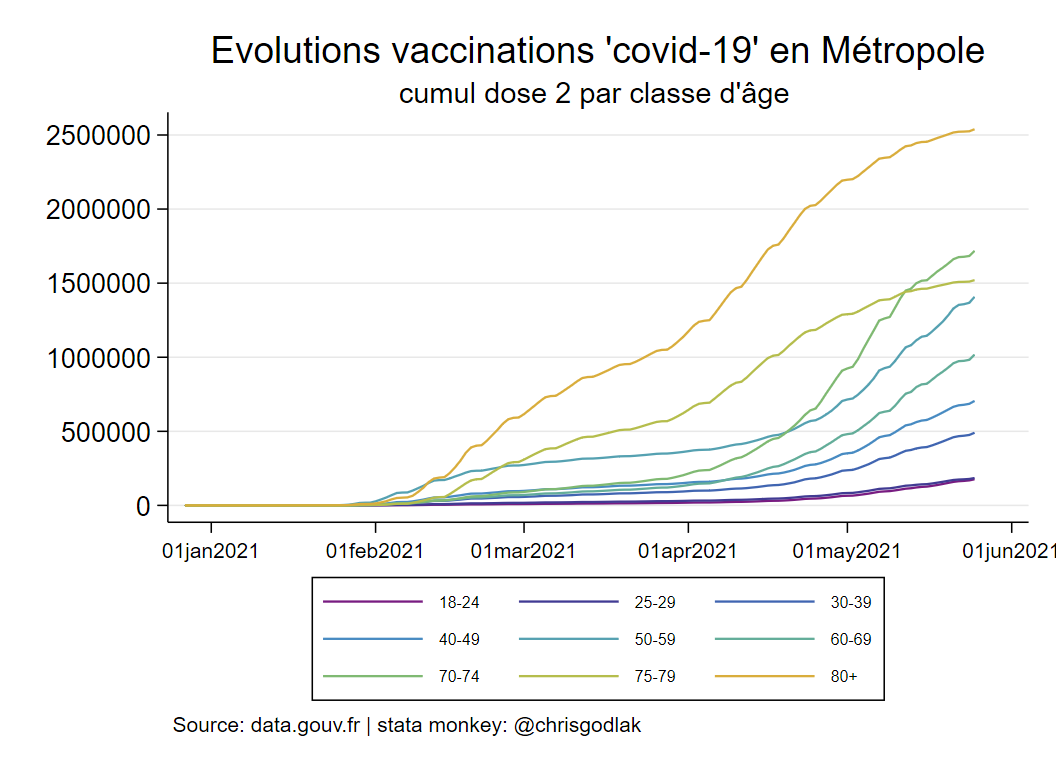 Evolutions vaccinations 'covid-19' en Métropole
cumul dose 2 par classe d'âge
2500000
2000000
1500000
1000000
500000
0
01jan2021 01feb2021 01mar2021 01apr2021 01may2021 01jun2021
18-24 25-29 30-39
40-49 50-59 60-69
70-74 75-79 80+
Source: data.gouv.fr | stata monkey: @chrisgodlak